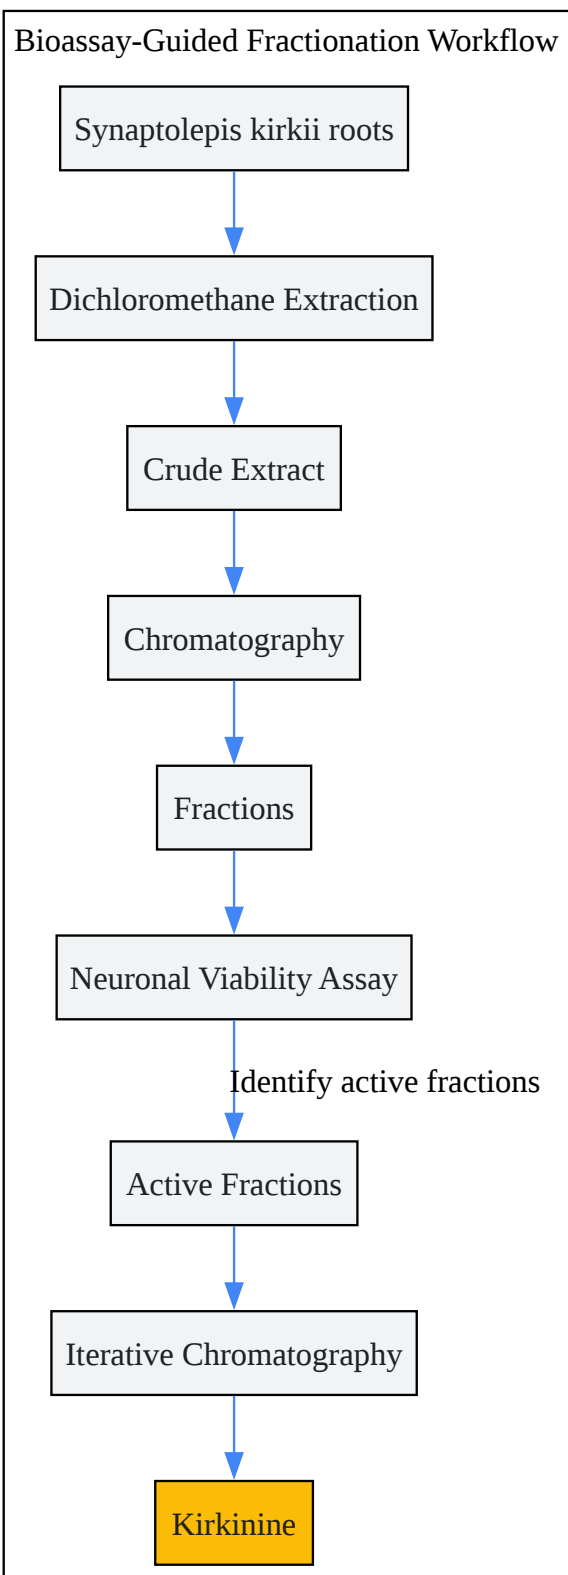 Bioassay-Guided Fractionation Workflow
Synaptolepis kirkii roots
Dichloromethane Extraction
Crude Extract
Chromatography
Fractions
Neuronal Viability Assay
Identify active fractions
Active Fractions
Iterative Chromatography
Kirkinine